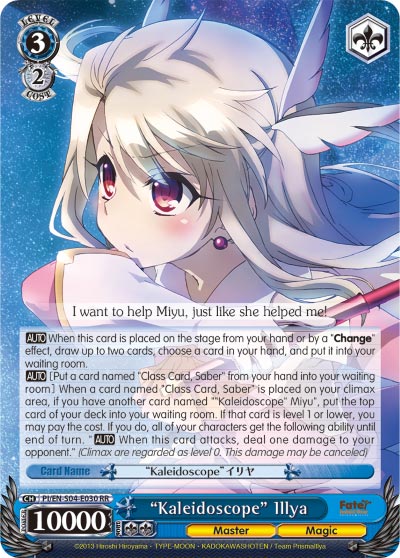 LEVEL
3
2
COST
I want to help Miyu, just like she helped me!
AUTO When this card is placed on the stage from your hand or by a "Change"
effect, draw up to two cards, choose a card in your hand, and put it into your
waiting room.
AUTO [Put a card named "Class Card, Saber" from your hand into your waiting
room] When a card named "Class Card, Saber" is placed on your climax
area, if you have another card named ""Kaleidoscope" Miyu", put the top
card of your deck into your waiting room. If that card is level 1 or lower, you
may pay the cost. If you do, all of your characters get the following ability until
end of turn. "AUTO When this card attacks, deal one damage to your
opponent." (Climax are regarded as level 0. This damage may be canceled)
Card Name
"Kaleidoscope" イリヤ
CH PI/EN-S04-E030 RR
POWER
10000
SOUL
"Kaleidoscope" Illya
Fate
Master
Magic
©2013 Hiroshi Hiroyama・TYPE-MOON・KADOKAWASHOTEN / Team PrismaIllya